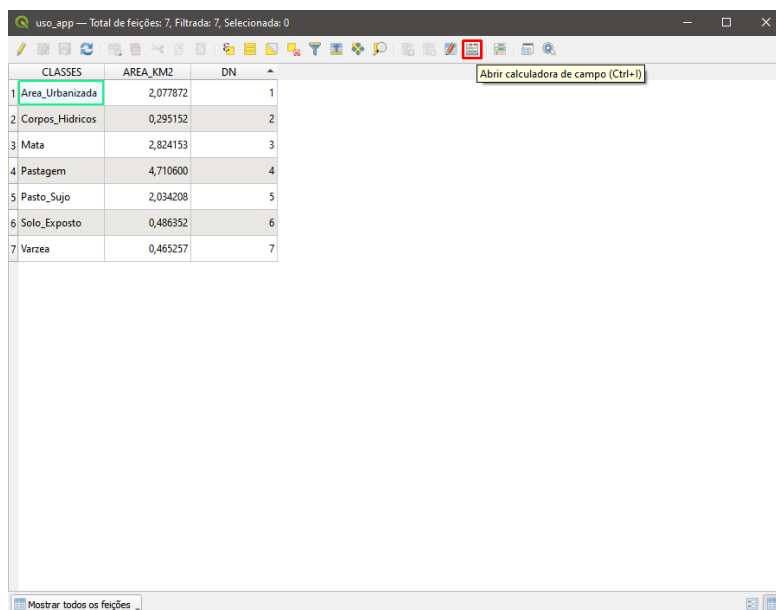 uso_app — Total de feições: 7, Filtrada: 7, Selecionada: 0
Abrir calculadora de campo (Ctrl+I)
CLASSES AREA_KM2 DN
1 Area_Urbanizada 2,077872 1
2 Corpos_Hidricos 0,295152 2
3 Mata 2,824153 3
4 Pastagem 4,710600 4
5 Pasto_Sujo 2,034208 5
6 Solo_Exposto 0,486352 6
7 Varzea 0,465257 7
Mostrar todos os feições